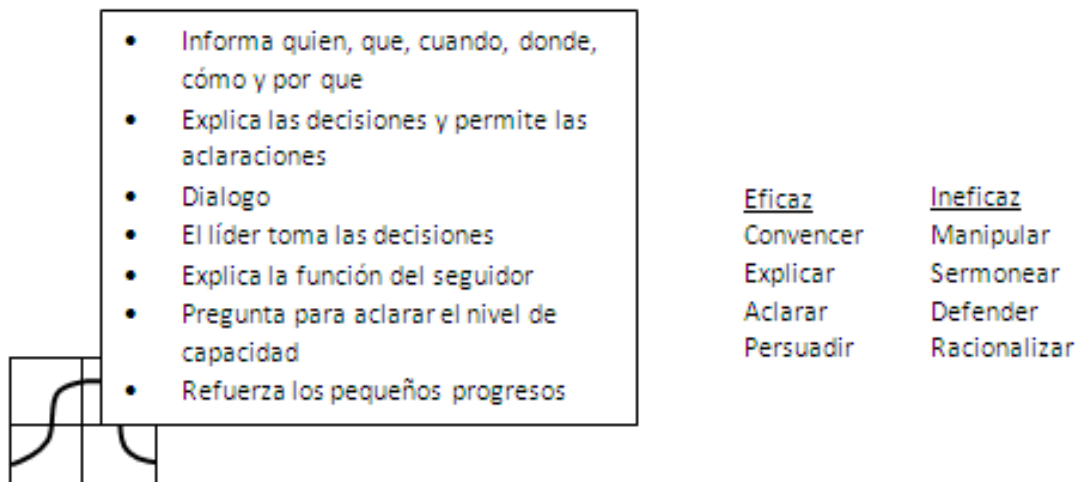 • Informa quien, que, cuando, donde,
cómo y por que
• Explica las decisiones y permite las
aclaraciones
• Dialogo
• El líder toma las decisiones
• Explica la función del seguidor
• Pregunta para aclarar el nivel de
capacidad
• Refuerza los pequeños progresos
Eficaz Ineficaz
Convencer Manipular
Explicar Sermonear
Aclarar Defender
Persuadir Racionalizar